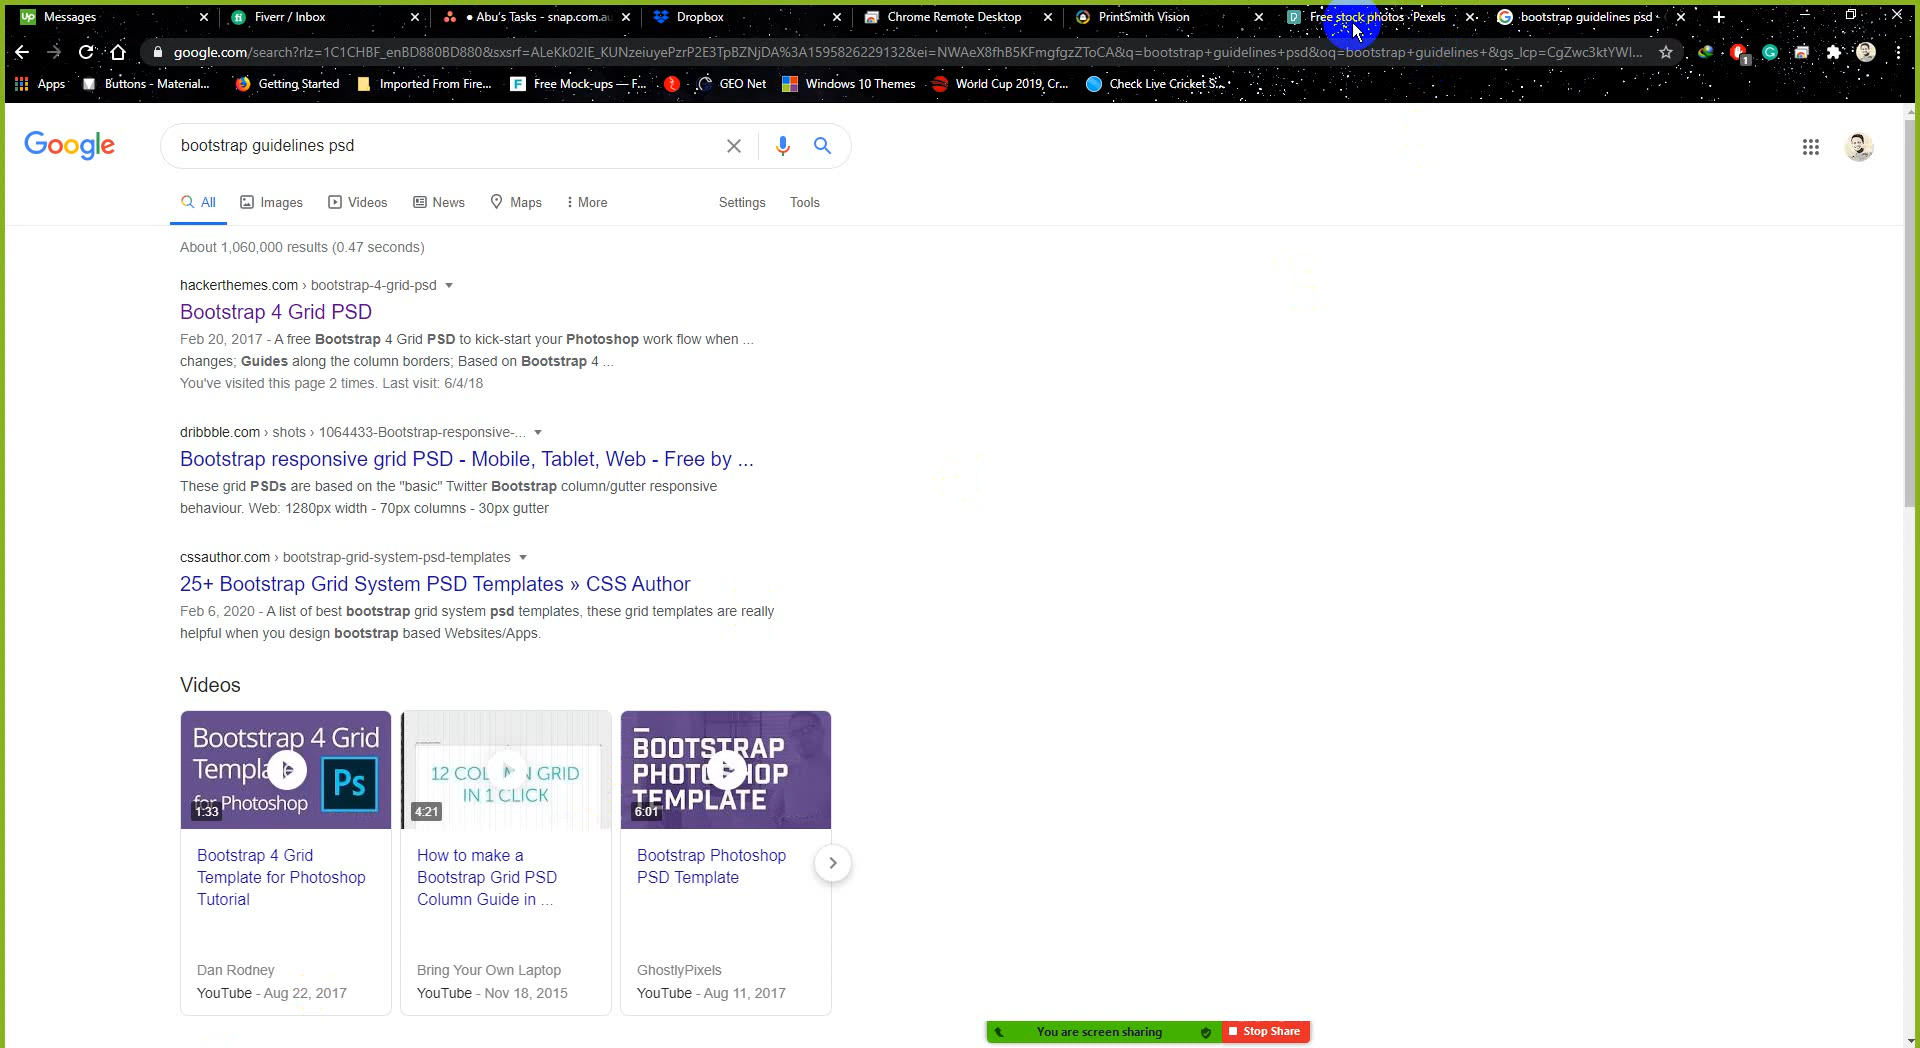 Messages
Fiverr / Inbox
● Abu's Tasks - snap.com.au
Dropbox
Chrome Remote Desktop
PrintSmith Vision
Free stock photos · Pexels
bootstrap guidelines psd -
google.com/search?rlz=1C1CHBF_enBD880BD880&sxsrf=ALeKk02IE_KUNzeiuyePzrP2E3TpBZNjDA%3A1595826229132&ei=NWAeX8fhB5KFmgfgzZToCA&q=bootstrap+guidelines+psd&oq=bootstrap+guidelines+&gs_lcp=CgZwc3ktYWI...
Apps
Buttons - Material...
Getting Started
Imported From Fire...
Free Mock-ups — F...
GEO Net
Windows 10 Themes
World Cup 2019, Cr...
Check Live Cricket S...
Google
bootstrap guidelines psd
All
Images
Videos
News
Maps
More
Settings
Tools
About 1,060,000 results (0.47 seconds)
hackerthemes.com › bootstrap-4-grid-psd
Bootstrap 4 Grid PSD
Feb 20, 2017 - A free Bootstrap 4 Grid PSD to kick-start your Photoshop work flow when ...
changes; Guides along the column borders; Based on Bootstrap 4 ...
You've visited this page 2 times. Last visit: 6/4/18
dribbble.com › shots › 1064433-Bootstrap-responsive-...
Bootstrap responsive grid PSD - Mobile, Tablet, Web - Free by ...
These grid PSDs are based on the "basic" Twitter Bootstrap column/gutter responsive
behaviour. Web: 1280px width - 70px columns - 30px gutter
cssauthor.com › bootstrap-grid-system-psd-templates
25+ Bootstrap Grid System PSD Templates » CSS Author
Feb 6, 2020 - A list of best bootstrap grid system psd templates, these grid templates are really
helpful when you design bootstrap based Websites/Apps.
Videos
Bootstrap 4 Grid
Template
for Photoshop
Ps
1:33
12 COLUMN GRID
IN 1 CLICK
4:21
BOOTSTRAP
PHOTOSHOP
TEMPLATE
6:01
Bootstrap 4 Grid
Template for Photoshop
Tutorial
Dan Rodney
YouTube - Aug 22, 2017
How to make a
Bootstrap Grid PSD
Column Guide in ...
Bring Your Own Laptop
YouTube - Nov 18, 2015
Bootstrap Photoshop
PSD Template
GhostlyPixels
YouTube - Aug 11, 2017
You are screen sharing
Stop Share